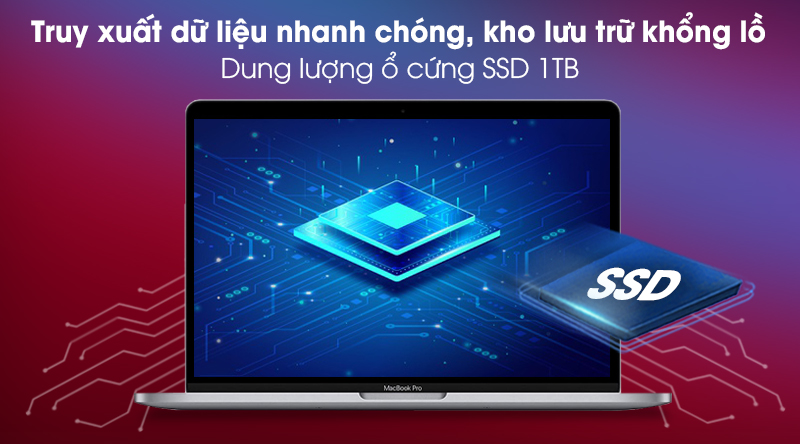 Truy xuất dữ liệu nhanh chóng, kho lưu trữ khổng lồ
Dung lượng ổ cứng SSD 1TB
SSD
MacBook Pro